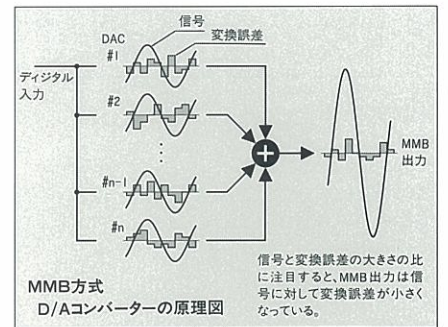 信号
DAC
変換誤差
#1
ディジタル
入力
#2
#n-1
#n
MMB
出力
信号と変換誤差の大きさの比
に注目すると、MMB出力は信
号に対して変換誤差が小さく
なっている。
MMB方式
D/Aコンバーターの原理図